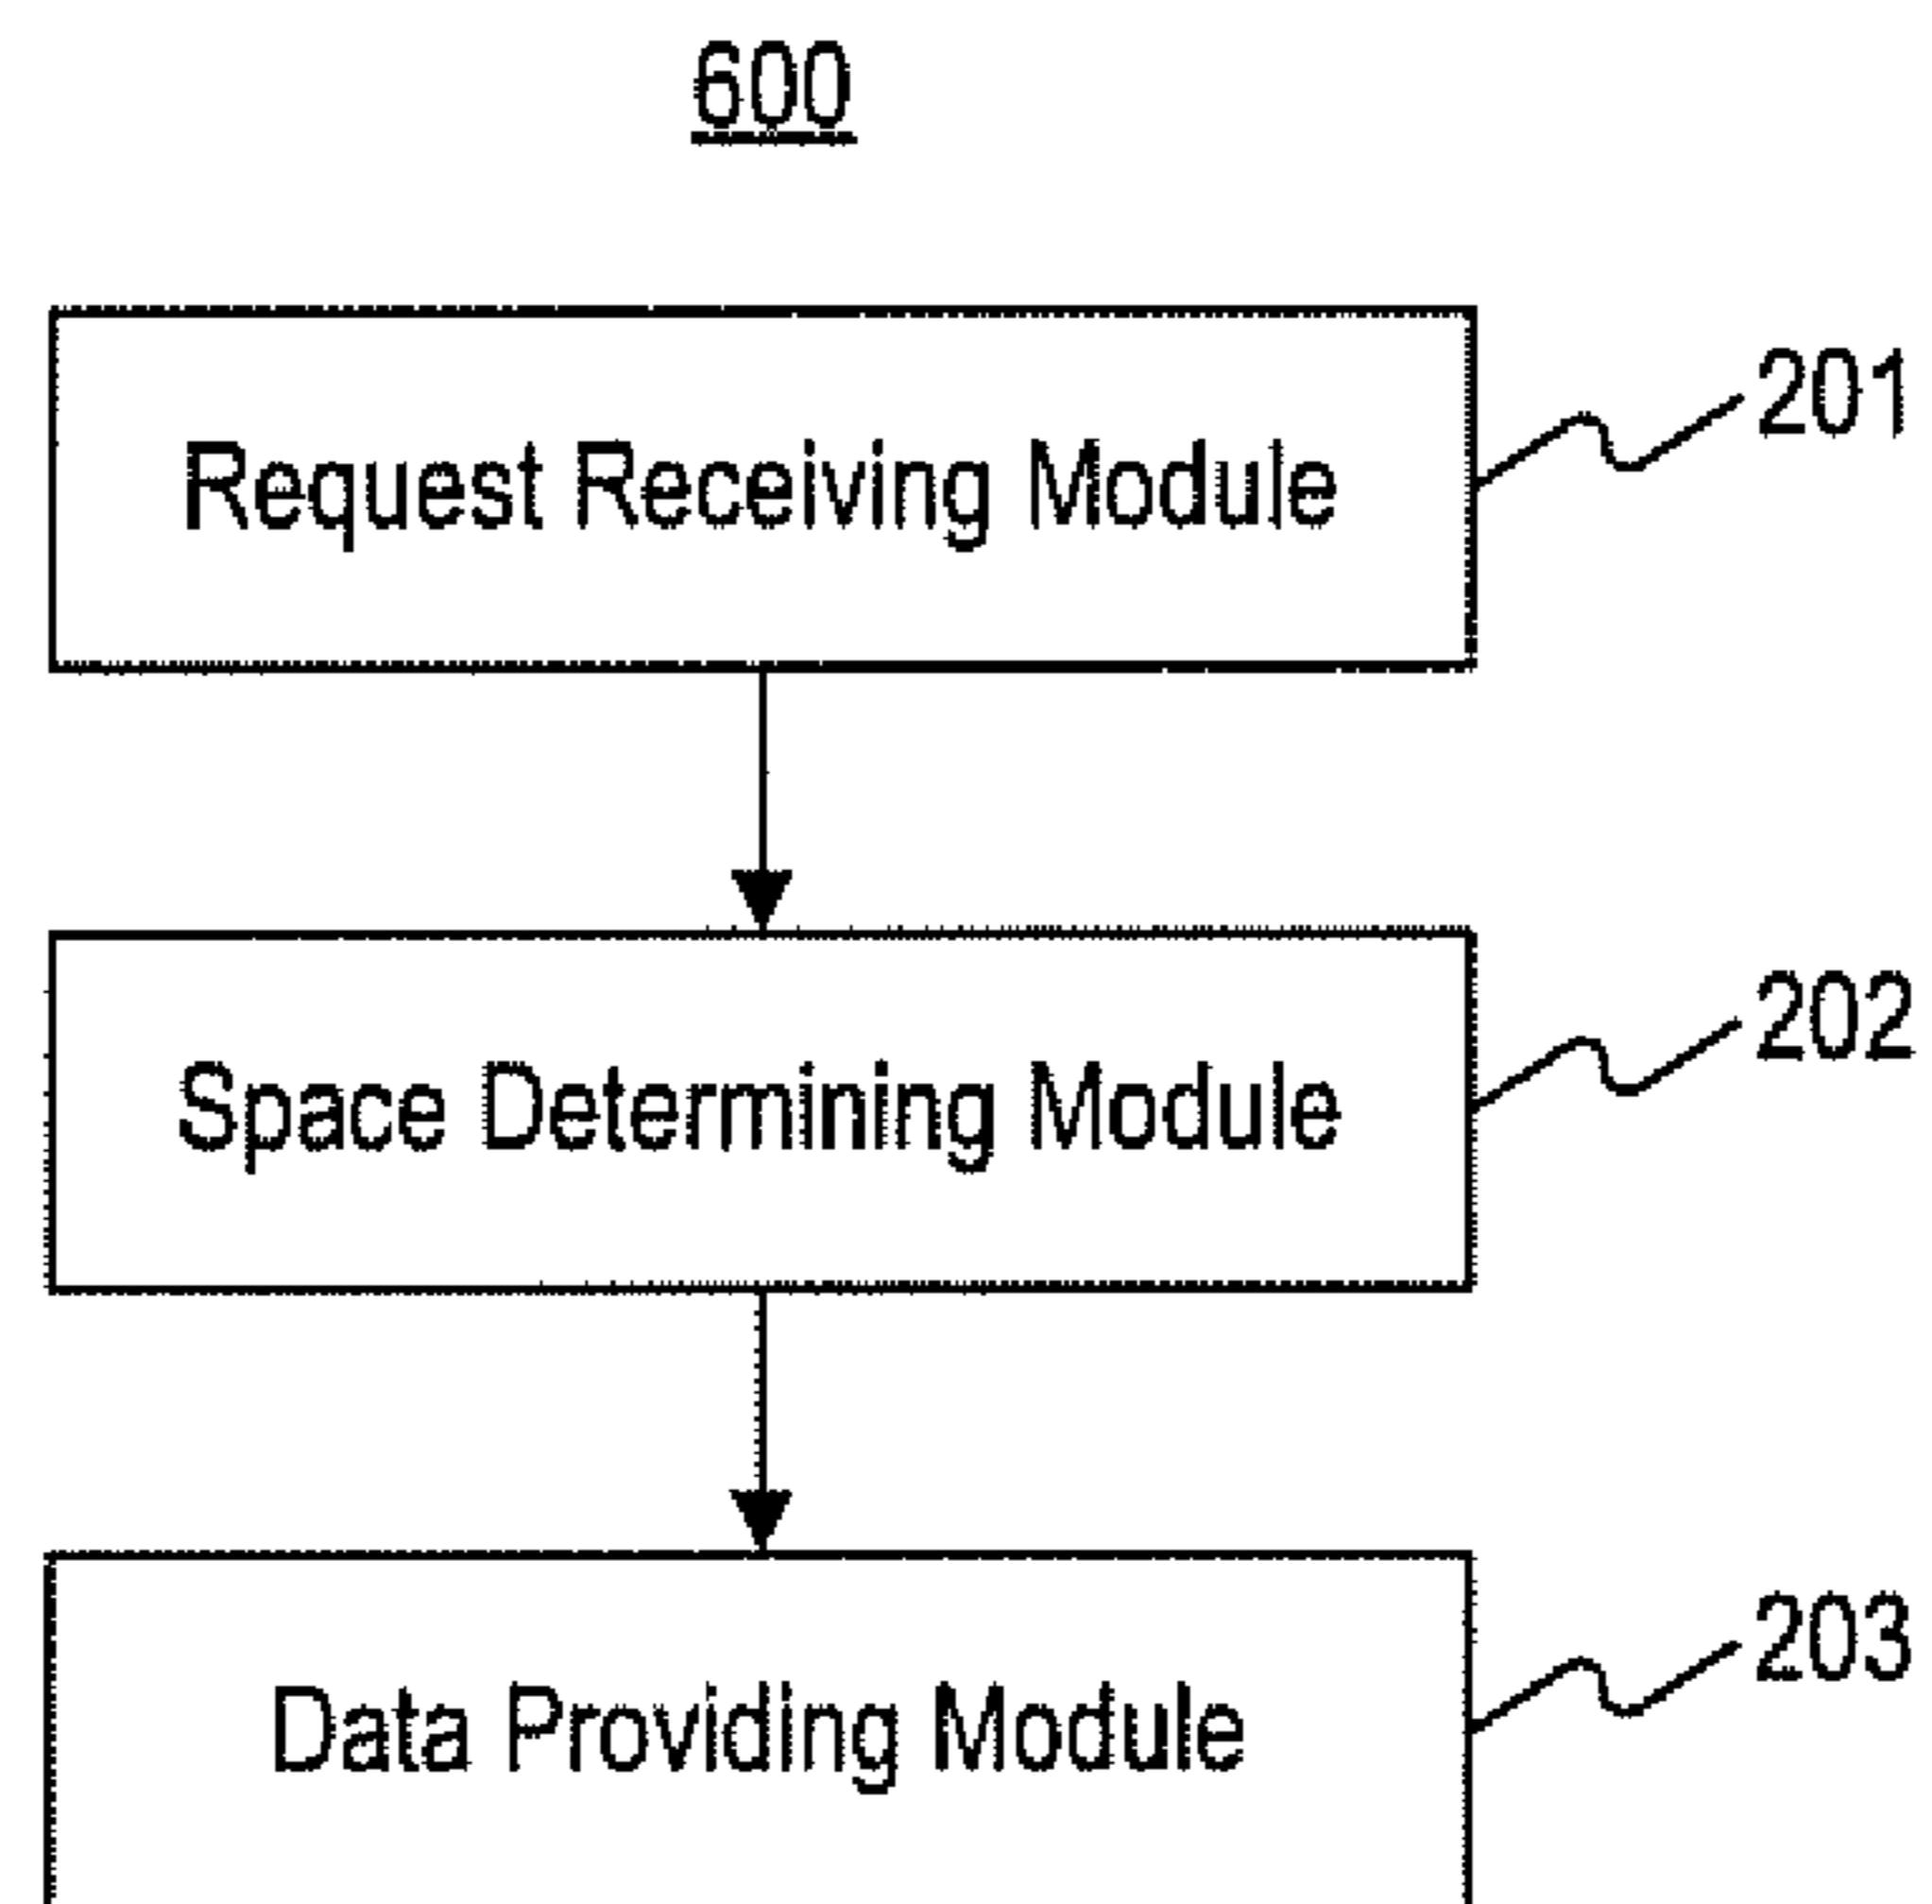 600
Request Receiving Module
201
Space Determining Module
202
Data Providing Module
203